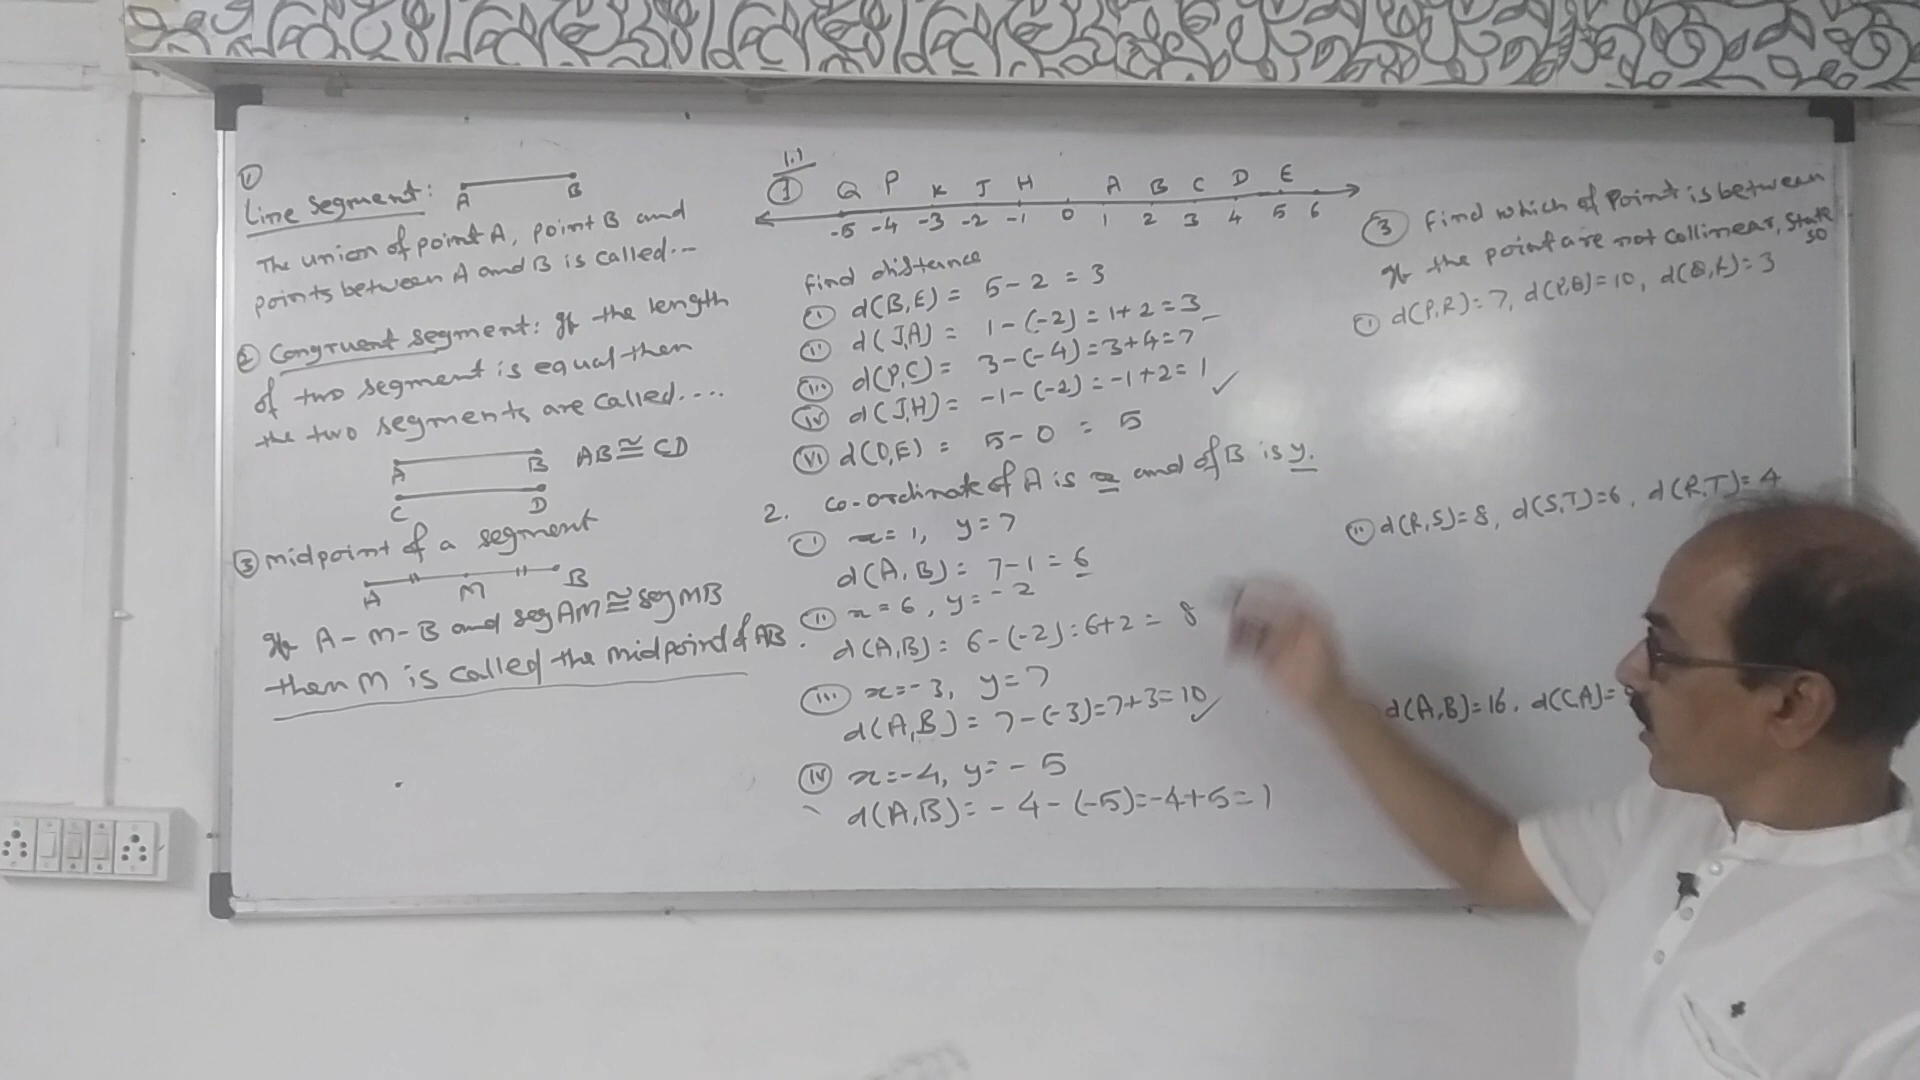 ①
Line segment: A B
The union of point A, point B and
points between A and B is called...
② Congruent segment: If the length
of two segment is equal then
the two segments are called....
A B AB ≅ CD
C D
③ midpoint of a segment
A M B
If A - M - B and seg AM ≅ seg MB
then M is called the midpoint of AB.
1.1
① Q P K J H A B C D E
-5 -4 -3 -2 -1 0 1 2 3 4 5 6
find distance
(i) d(B,E) = 5 - 2 = 3
(ii) d(J,A) = 1 - (-2) = 1 + 2 = 3
(iii) d(P,C) = 3 - (-4) = 3 + 4 = 7
(iv) d(J,H) = -1 - (-2) = -1 + 2 = 1 ✓
(vi) d(O,E) = 5 - 0 = 5
2. co-ordinate of A is x and of B is y.
(i) x = 1, y = 7
d(A,B) = 7 - 1 = 6
(ii) x = 6, y = - 2
d(A,B) = 6 - (-2) = 6 + 2 = 8
(iii) x = - 3, y = 7
d(A,B) = 7 - (-3) = 7 + 3 = 10 ✓
(iv) x = -4, y = - 5
d(A,B) = - 4 - (-5) = -4 + 5 = 1
③ Find which of point is between
If the point are not collinear, state
so
(i) d(P,R) = 7, d(P,Q) = 10, d(Q,R) = 3
(ii) d(R,S) = 8, d(S,T) = 6, d(R,T) = 4
d(A,B) = 16, d(C,A) =